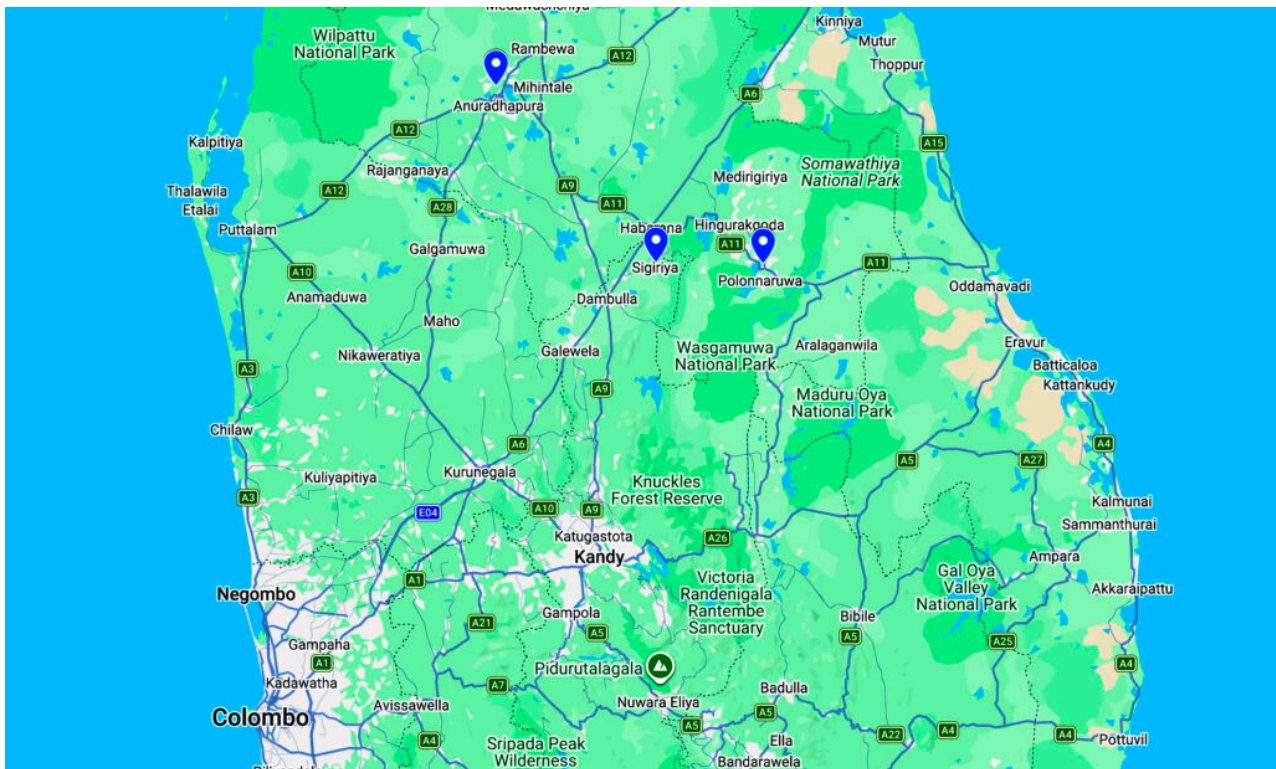 Kinniya
Mutur
Thoppur
Wilpattu
National Park
Rambewa
A12
Mihintale
Anuradhapura
A6
A12
Kalpitiya
A15
Rajanganaya
Somawathiya
National Park
Medirigiriya
Thalawila
Etalai
A12
A9
A11
A28
Puttalam
Habarana
Hingurakgoda
A11
Galgamuwa
Sigiriya
A11
A10
Polonnaruwa
Oddamavadi
Anamaduwa
Dambulla
Maho
Nikaweratiya
Galewela
Wasgamuwa
National Park
Aralaganwila
Eravur
Batticaloa
Kattankudy
A3
A9
Maduru Oya
National Park
Chilaw
A6
A4
A5
A27
Kurunegala
Kuliyapitiya
Knuckles
Forest Reserve
A3
E04
A10
A9
Kalmunai
Sammanthurai
Katugastota
Kandy
A26
Ampara
A1
Victoria
Randenigala
Rantembe
Sanctuary
Gal Oya
Valley
National Park
Akkaraipattu
Negombo
Gampola
Bibile
A21
A5
A5
A25
Gampaha
A1
Pidurutalagala
A4
Kadawatha
A7
Badulla
Avissawella
Nuwara Eliya
Colombo
A5
A5
A4
A22
A4
A4
Pottuvil
Sripada Peak
Wilderness
Ella
Bandarawela